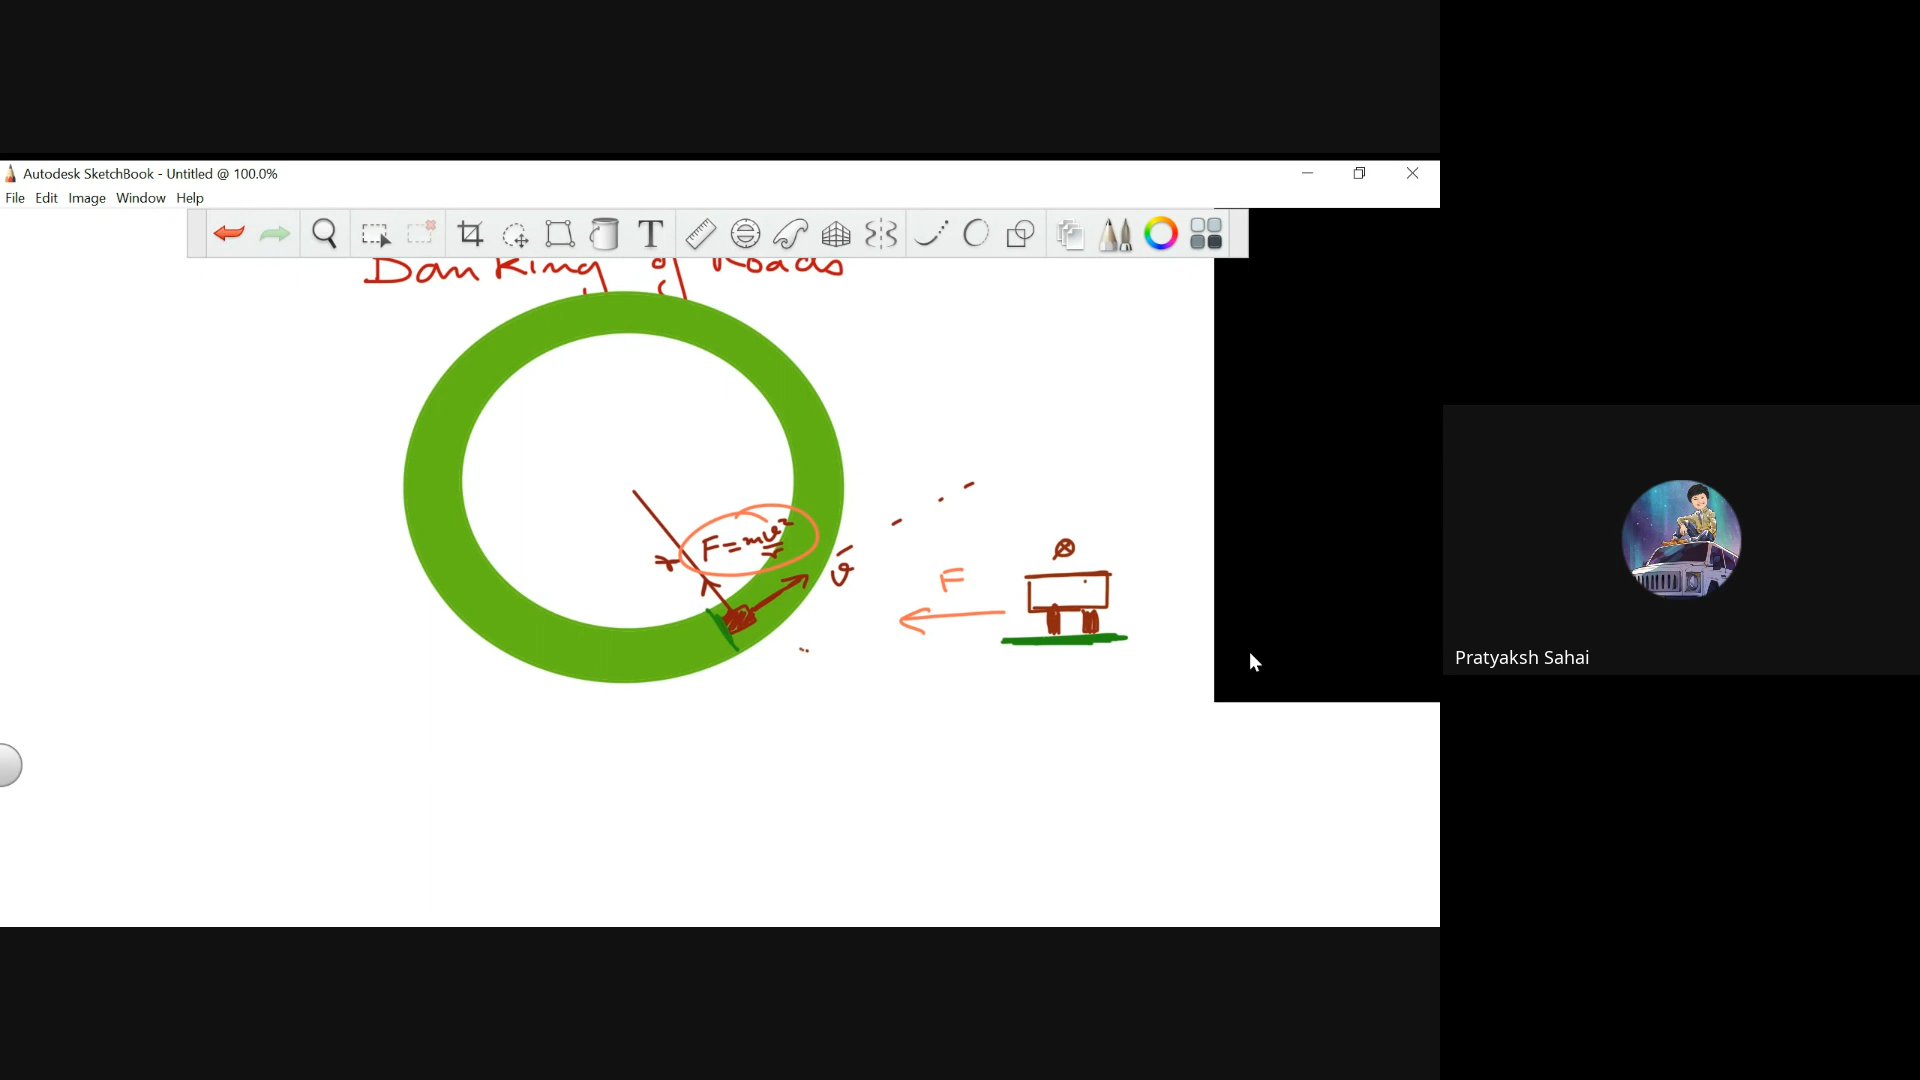 Autodesk SketchBook - Untitled @ 100.0%
File Edit Image Window Help
T
Banking of Roads
F = mv²/r
r
v
F
Pratyaksh Sahai